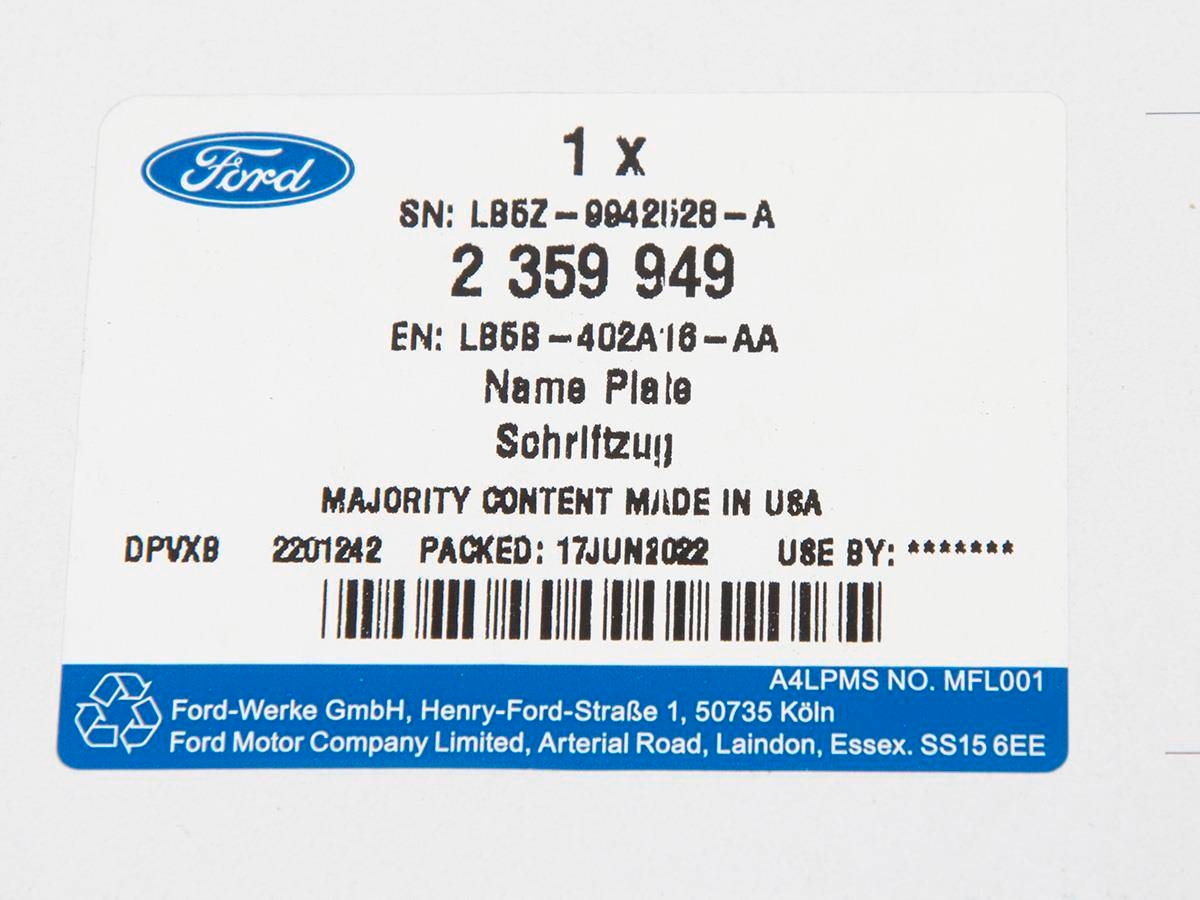 Ford
1 x
SN: LB5Z-9942528-A
2 359 949
EN: LB5B-402A16-AA
Name Plate
Schriftzug
MAJORITY CONTENT MADE IN USA
DPVXB 2201242 PACKED: 17JUN2022 USE BY: *******
A4LPMS NO. MFL001
Ford-Werke GmbH, Henry-Ford-Straße 1, 50735 Köln
Ford Motor Company Limited, Arterial Road, Laindon, Essex. SS15 6EE